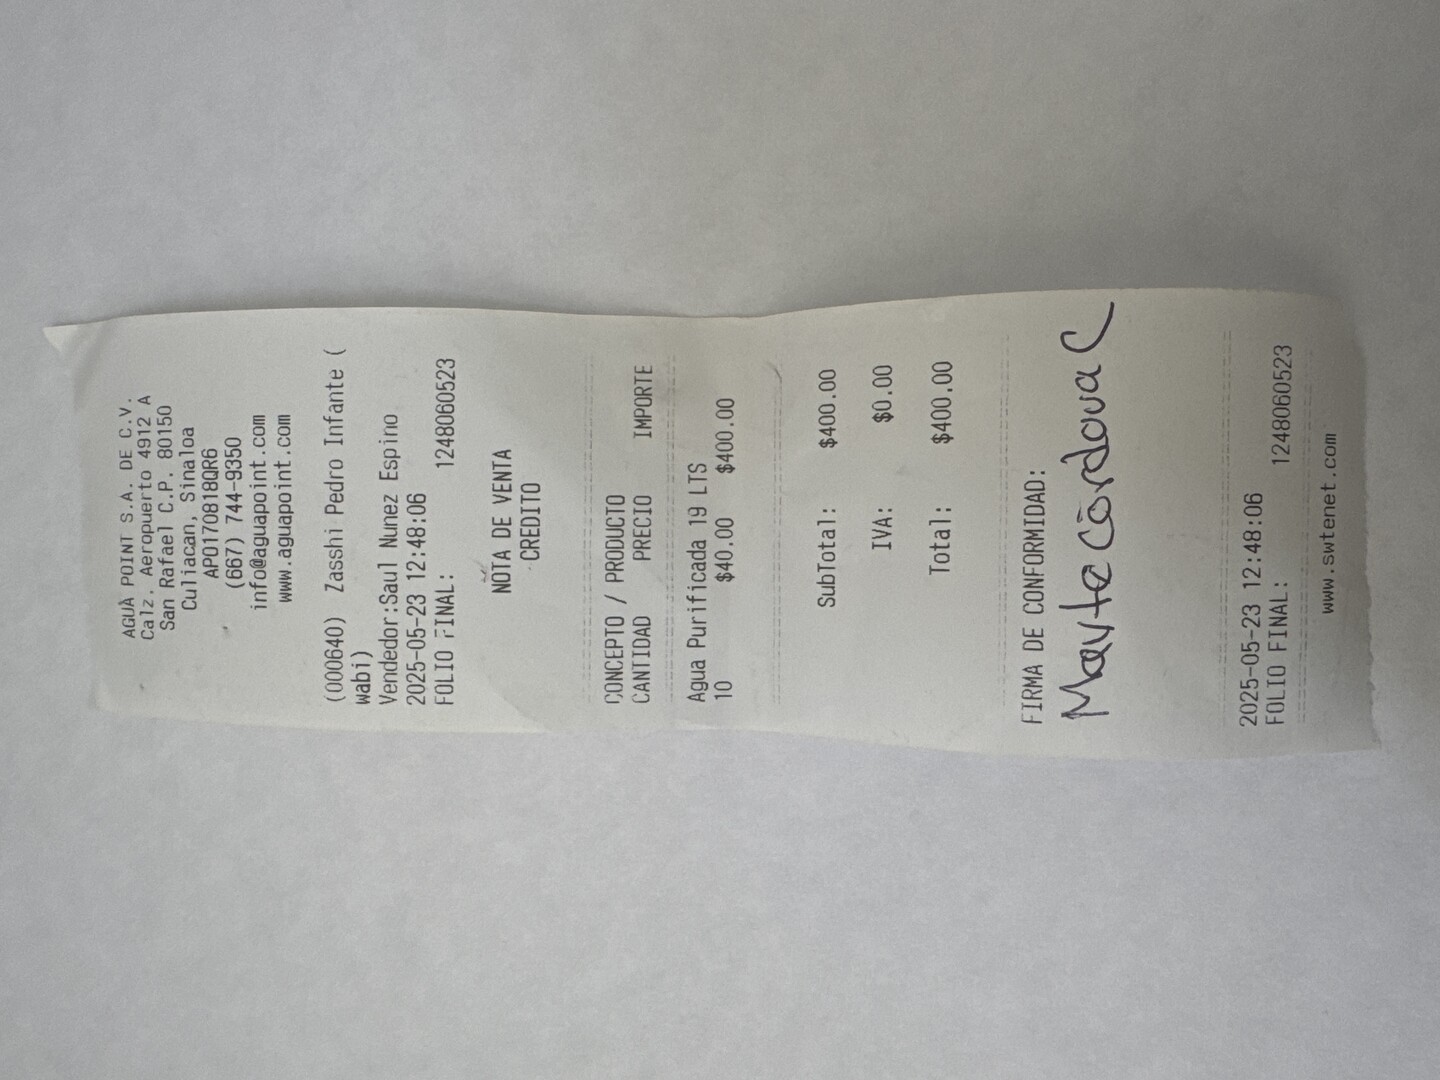 AGUA POINT S.A. DE C.V.
Calz. Aeropuerto 4912 A
San Rafael C.P. 80150
Culiacan, Sinaloa
APO170818QR6
(667) 744-9350
info@aguapoint.com
www.aguapoint.com
(000640) Zasshi Pedro Infante (
wabi)
Vendedor:Saul Nunez Espino
2025-05-23 12:48:06
FOLIO FINAL: 1248060523
NOTA DE VENTA
CREDITO
CONCEPTO / PRODUCTO
CANTIDAD PRECIO IMPORTE
Agua Purificada 19 LTS
10 $40.00 $400.00
SubTotal: $400.00
IVA: $0.00
Total: $400.00
FIRMA DE CONFORMIDAD:
Mayte Cordova C
2025-05-23 12:48:06
FOLIO FINAL: 1248060523
www.swtenet.com